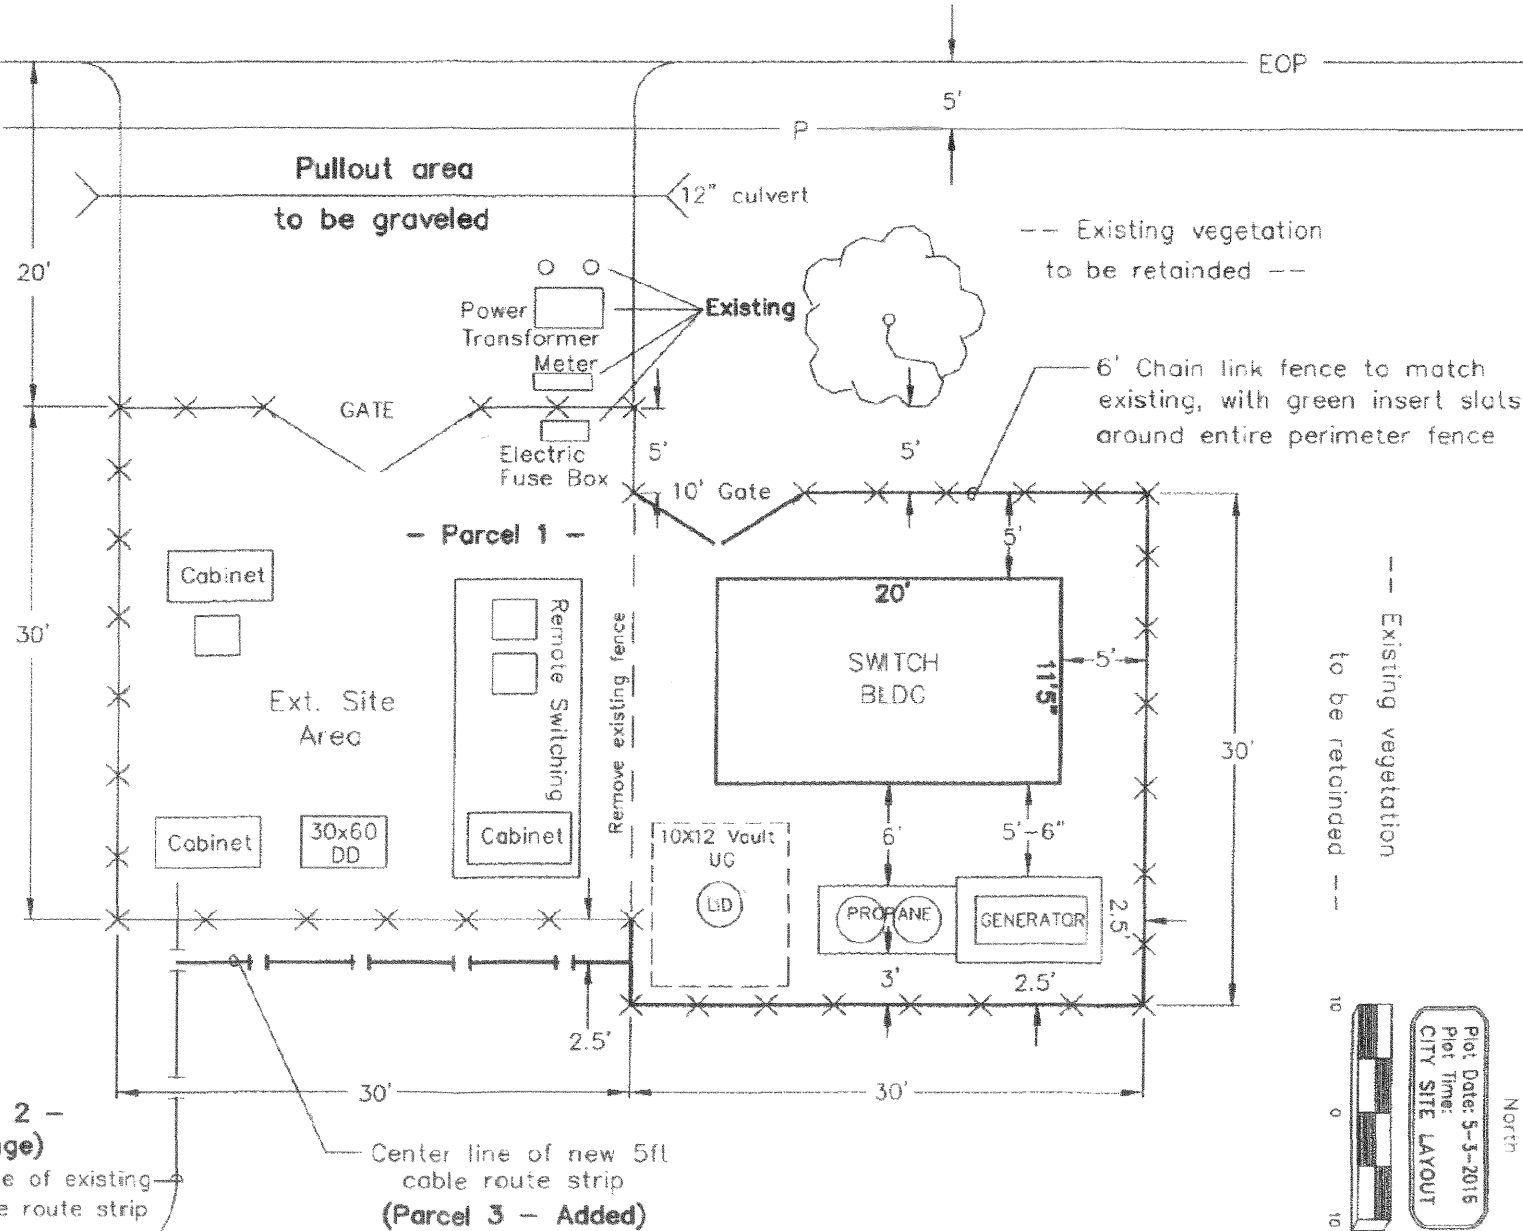 EOP
5'
P
Pullout area
to be graveled
12" culvert
-- Existing vegetation
to be retainded --
20'
Power
Transformer
Meter
Existing
6' Chain link fence to match
existing, with green insert slats
around entire perimeter fence
GATE
Electric
Fuse Box
5'
5'
10' Gate
- Parcel 1 -
5'
Cabinet
Remote Switching
Remove existing fence
20'
30'
SWITCH
BLDG
11'5"
5'
Ext. Site
Area
30'
-- Existing vegetation
to be retainded --
Cabinet
30x60
DD
Cabinet
10X12 Vault
UG
LID
6'
5'-6"
PROPANE
GENERATOR
2.5'
3'
2.5'
2.5'
30'
30'
2 -
ge)
e of existing
e route strip
Center line of new 5ft
cable route strip
(Parcel 3 - Added)
10
0
10
Plot Date: 5-3-2016
Plot Time:
CITY SITE LAYOUT
North